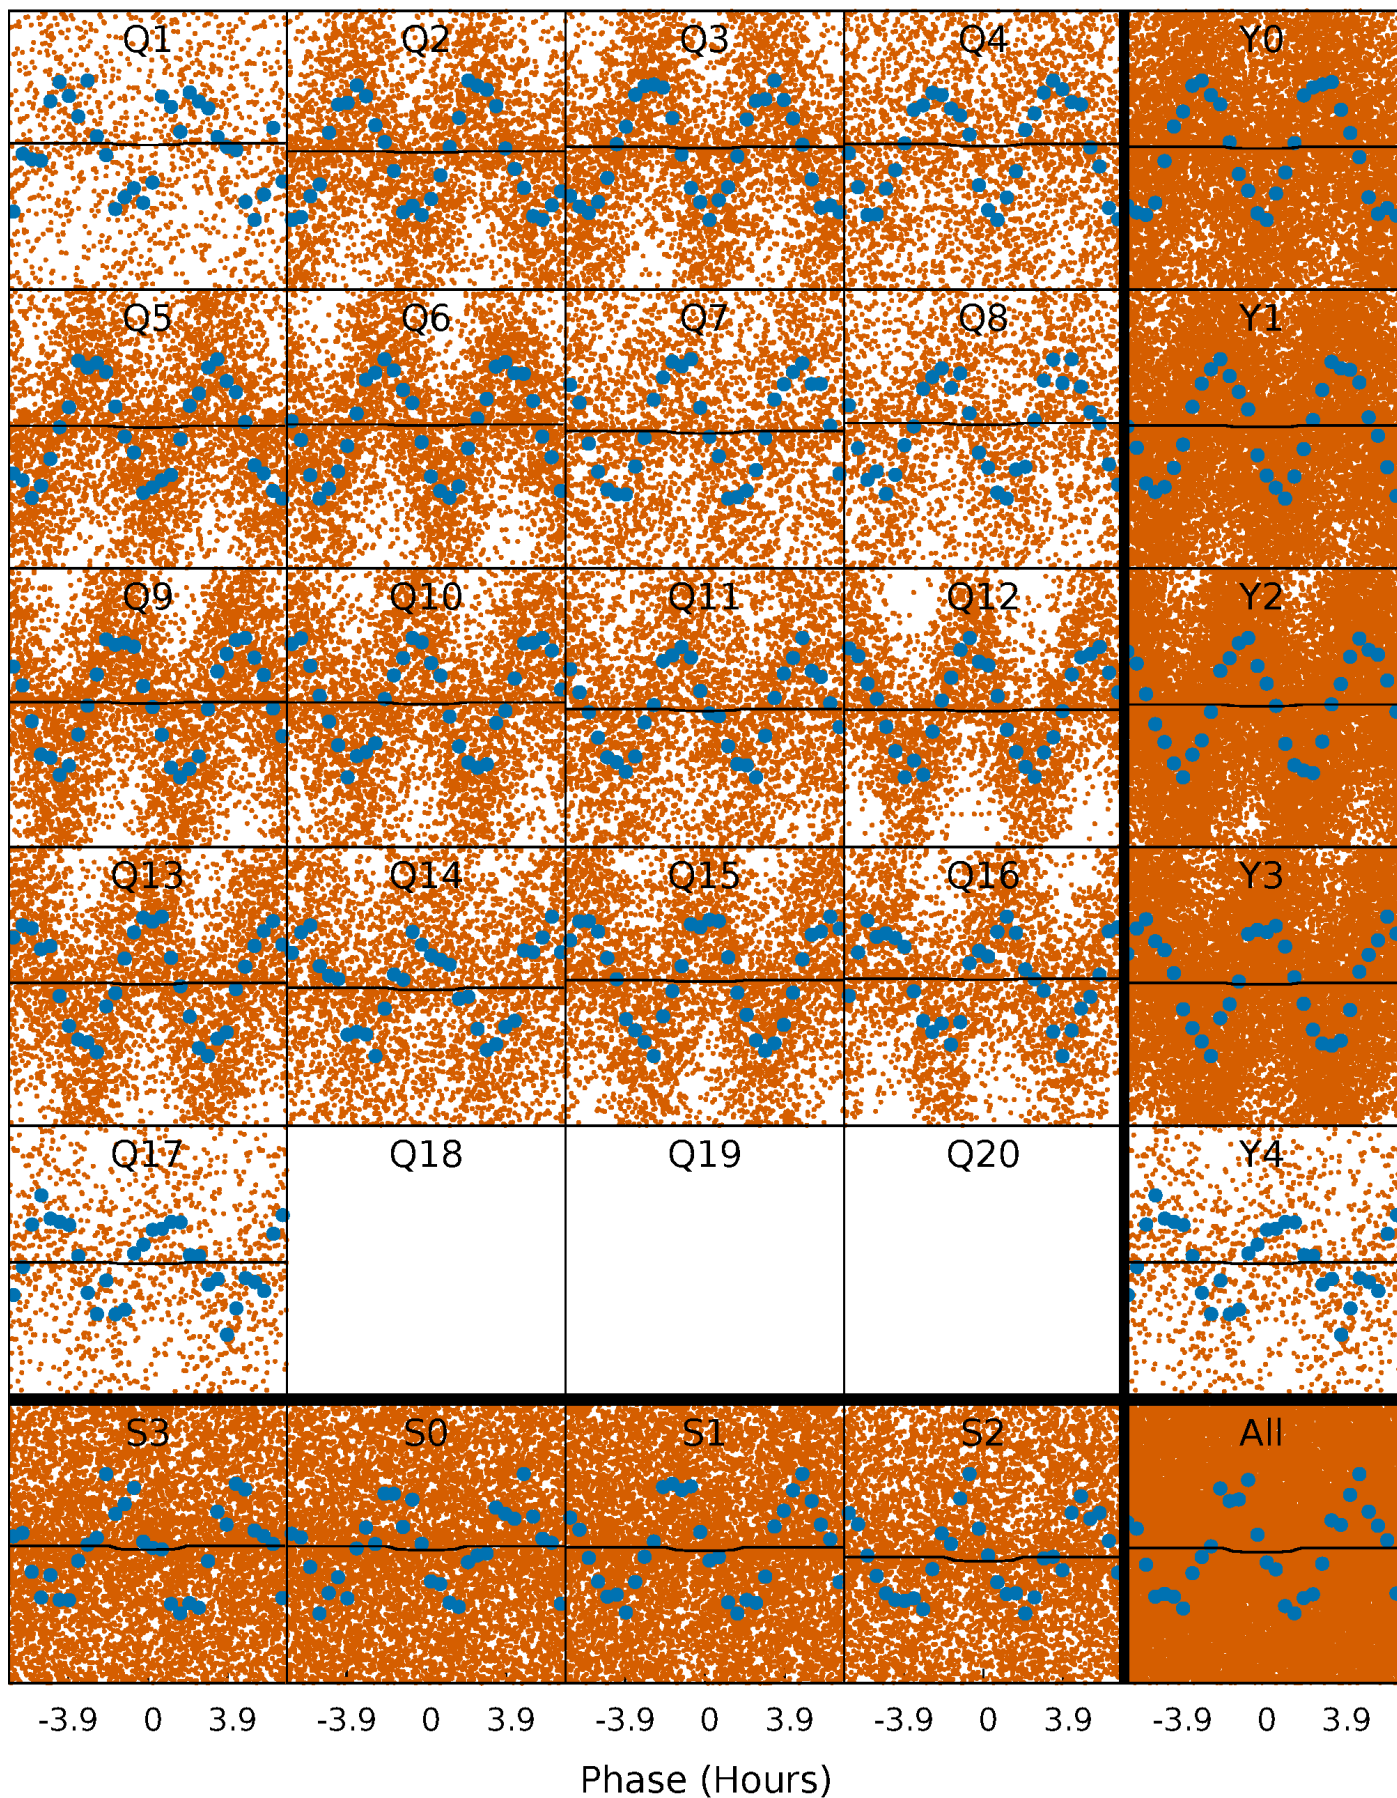 Q1 Q2 Q3 Q4 Y0
Q5 Q6 Q7 Q8 Y1
Q9 Q10 Q11 Q12 Y2
Q13 Q14 Q15 Q16 Y3
Q17 Q18 Q19 Q20 Y4
S3 S0 S1 S2 All
-3.9 0 3.9 -3.9 0 3.9 -3.9 0 3.9 -3.9 0 3.9 -3.9 0 3.9
Phase (Hours)